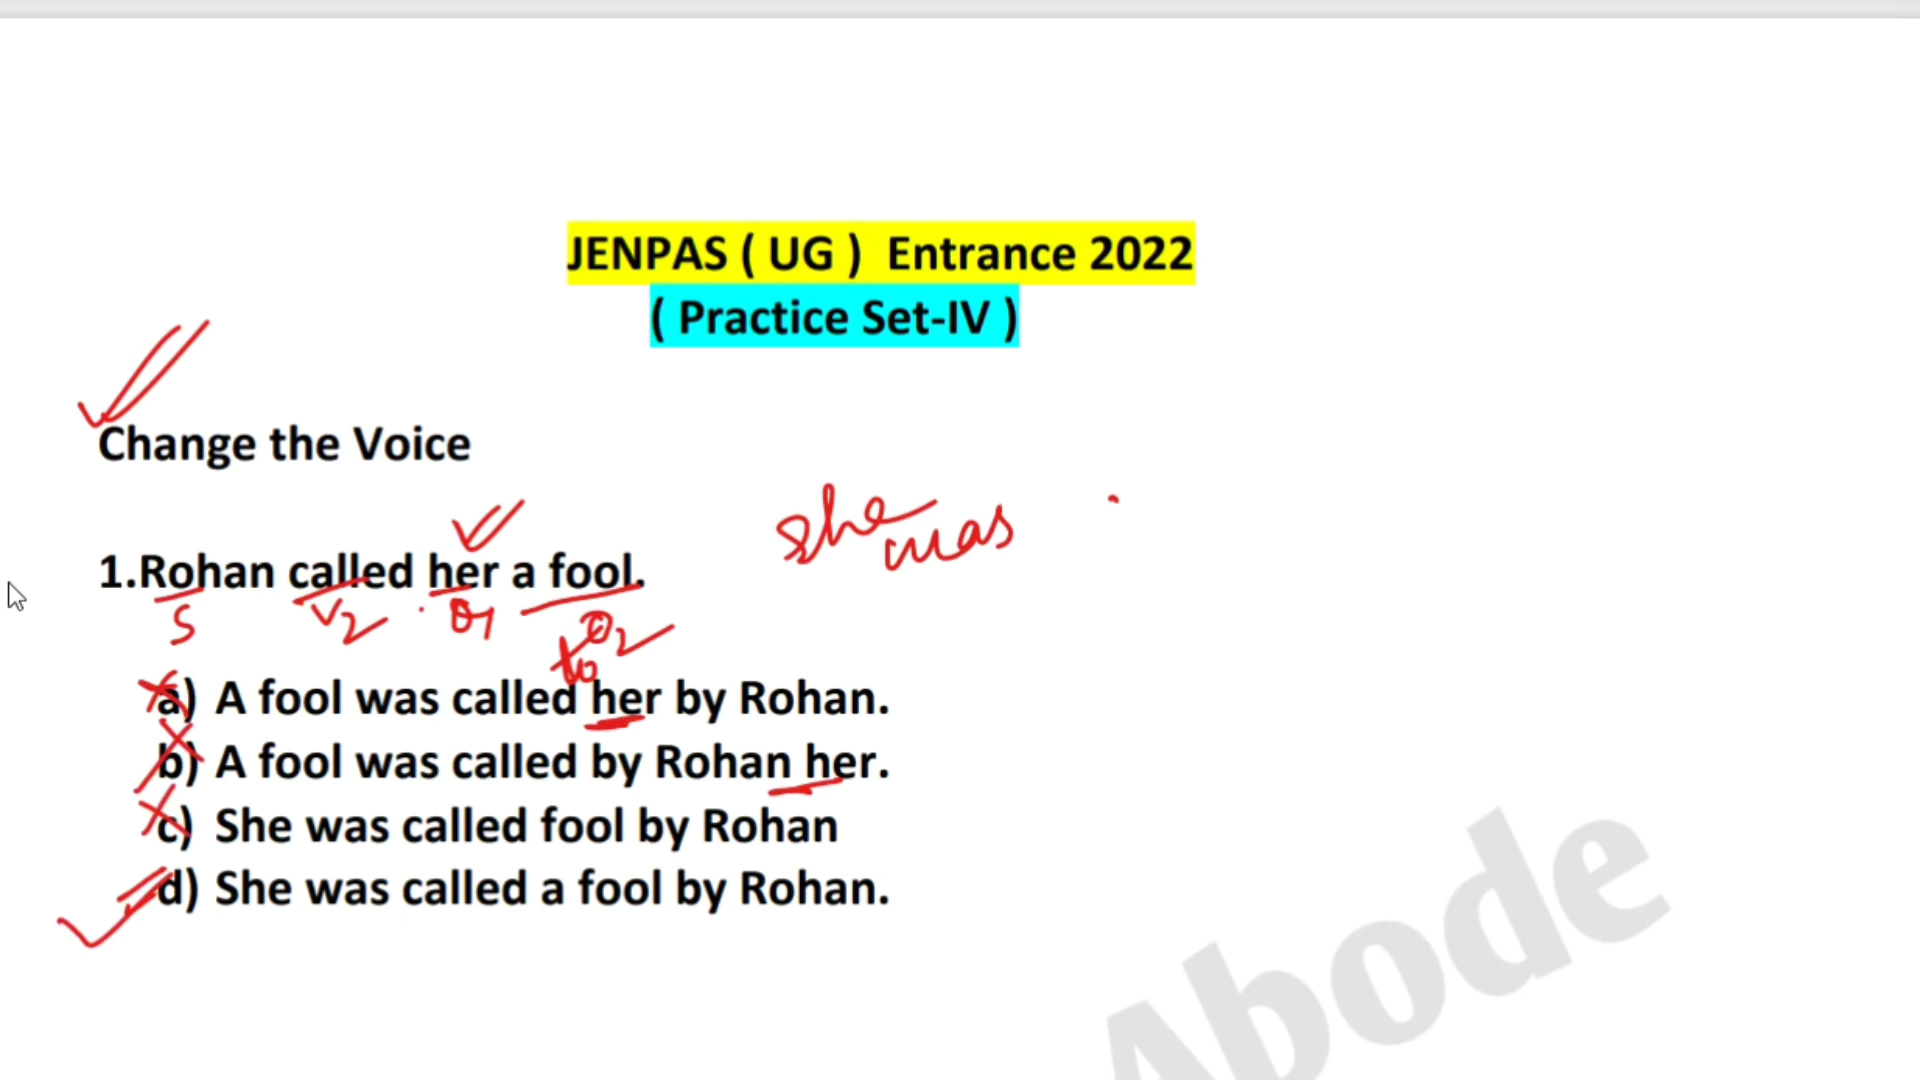 JENPAS ( UG ) Entrance 2022
( Practice Set-IV )
Change the Voice
she was
1.Rohan called her a fool.
S V2 O1 O2
to
a) A fool was called her by Rohan.
b) A fool was called by Rohan her.
c) She was called fool by Rohan
d) She was called a fool by Rohan.
Abode